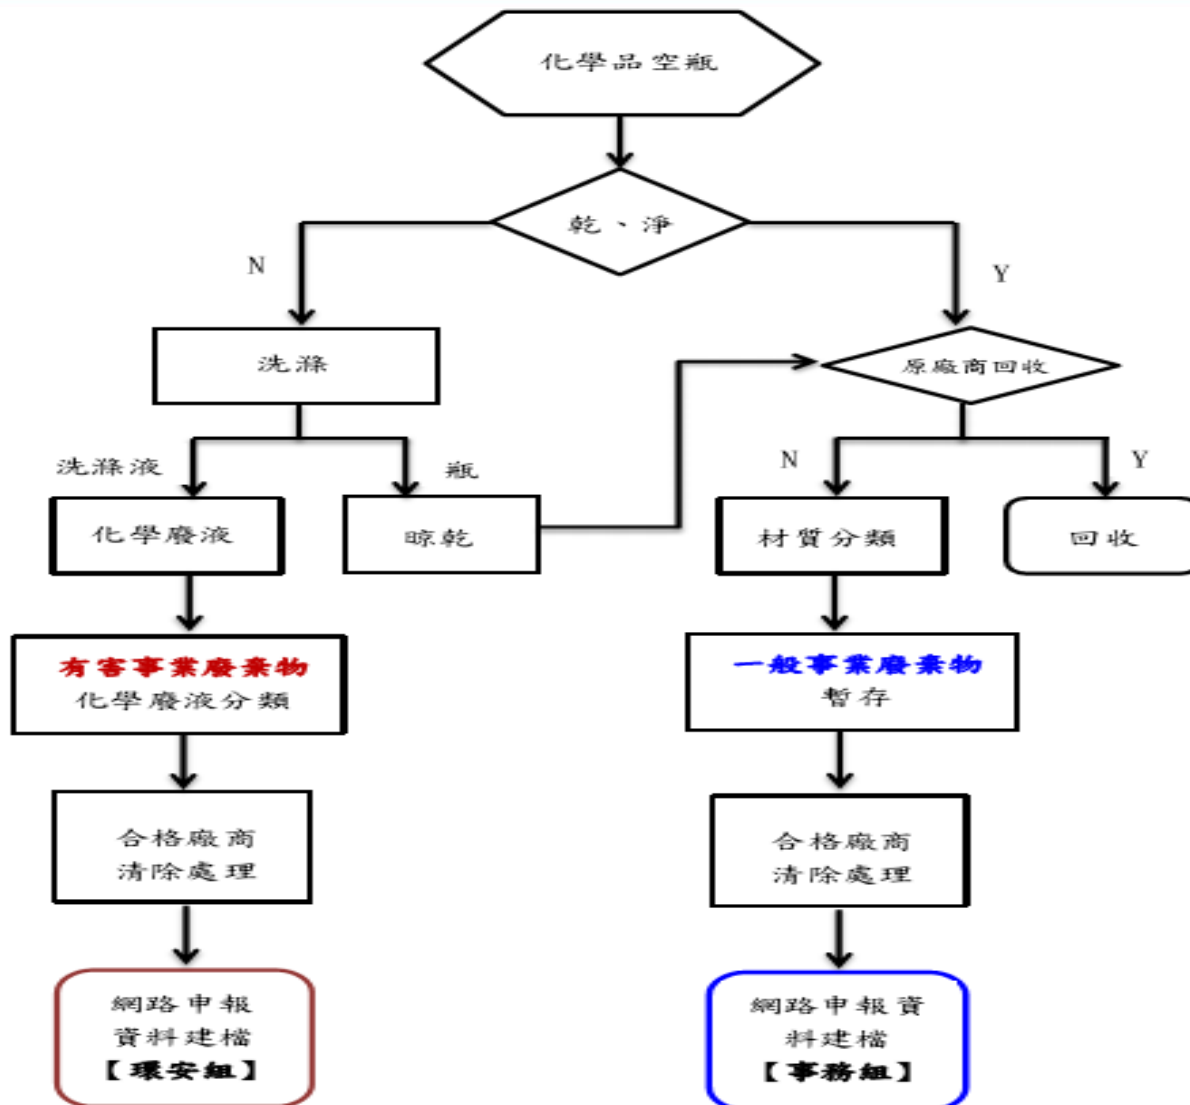 化學品空瓶
乾、淨
N
Y
洗滌
原廠商回收
洗滌液
瓶
N
Y
化學廢液
晾乾
材質分類
回收
有害事業廢棄物
化學廢液分類
一般事業廢棄物
暫存
合格廠商
清除處理
合格廠商
清除處理
網路申報
資料建檔
【環安組】
網路申報資
料建檔
【事務組】